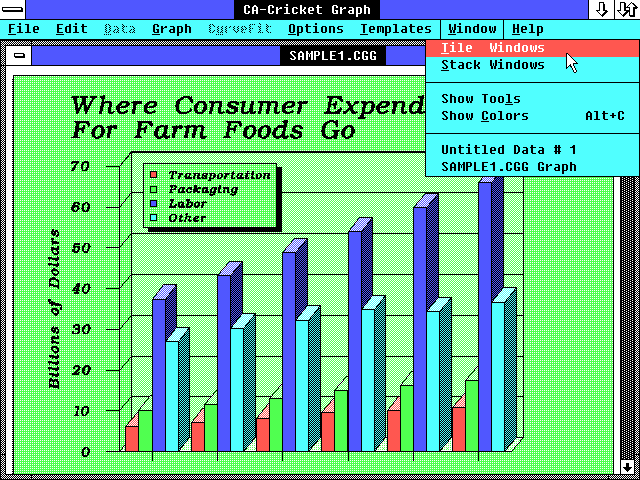 CA-Cricket Graph
File Edit Data Graph CurveFit Options Templates Window Help
SAMPLE1.CGG
Tile Windows
Stack Windows
Show Tools
Show Colors Alt+C
Untitled Data # 1
SAMPLE1.CGG Graph
Where Consumer Expend
For Farm Foods Go
Transportation
Packaging
Labor
Other
Billions of Dollars
70
60
50
40
30
20
10
0